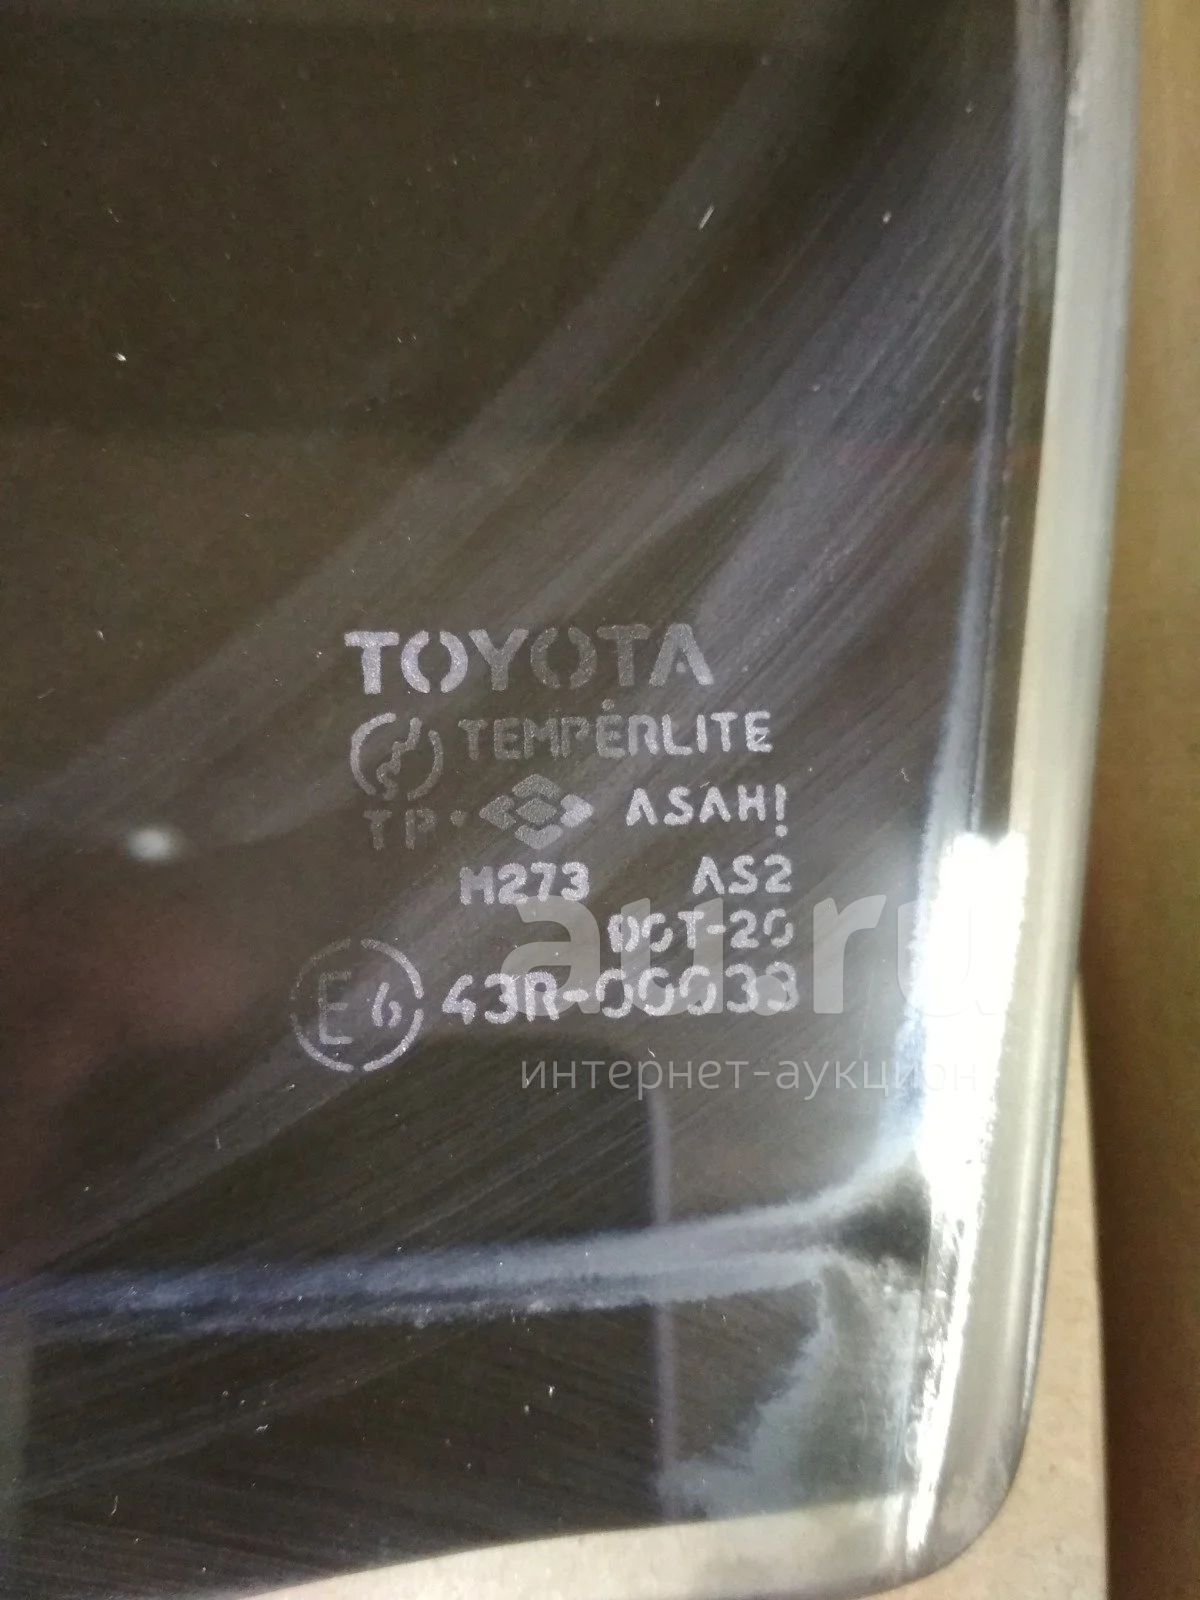 TOYOTA
TEMPERLITE
TP ASAHI
M273 AS2
DOT-20
E6 43R-00033
au.ru
интернет-аукцион